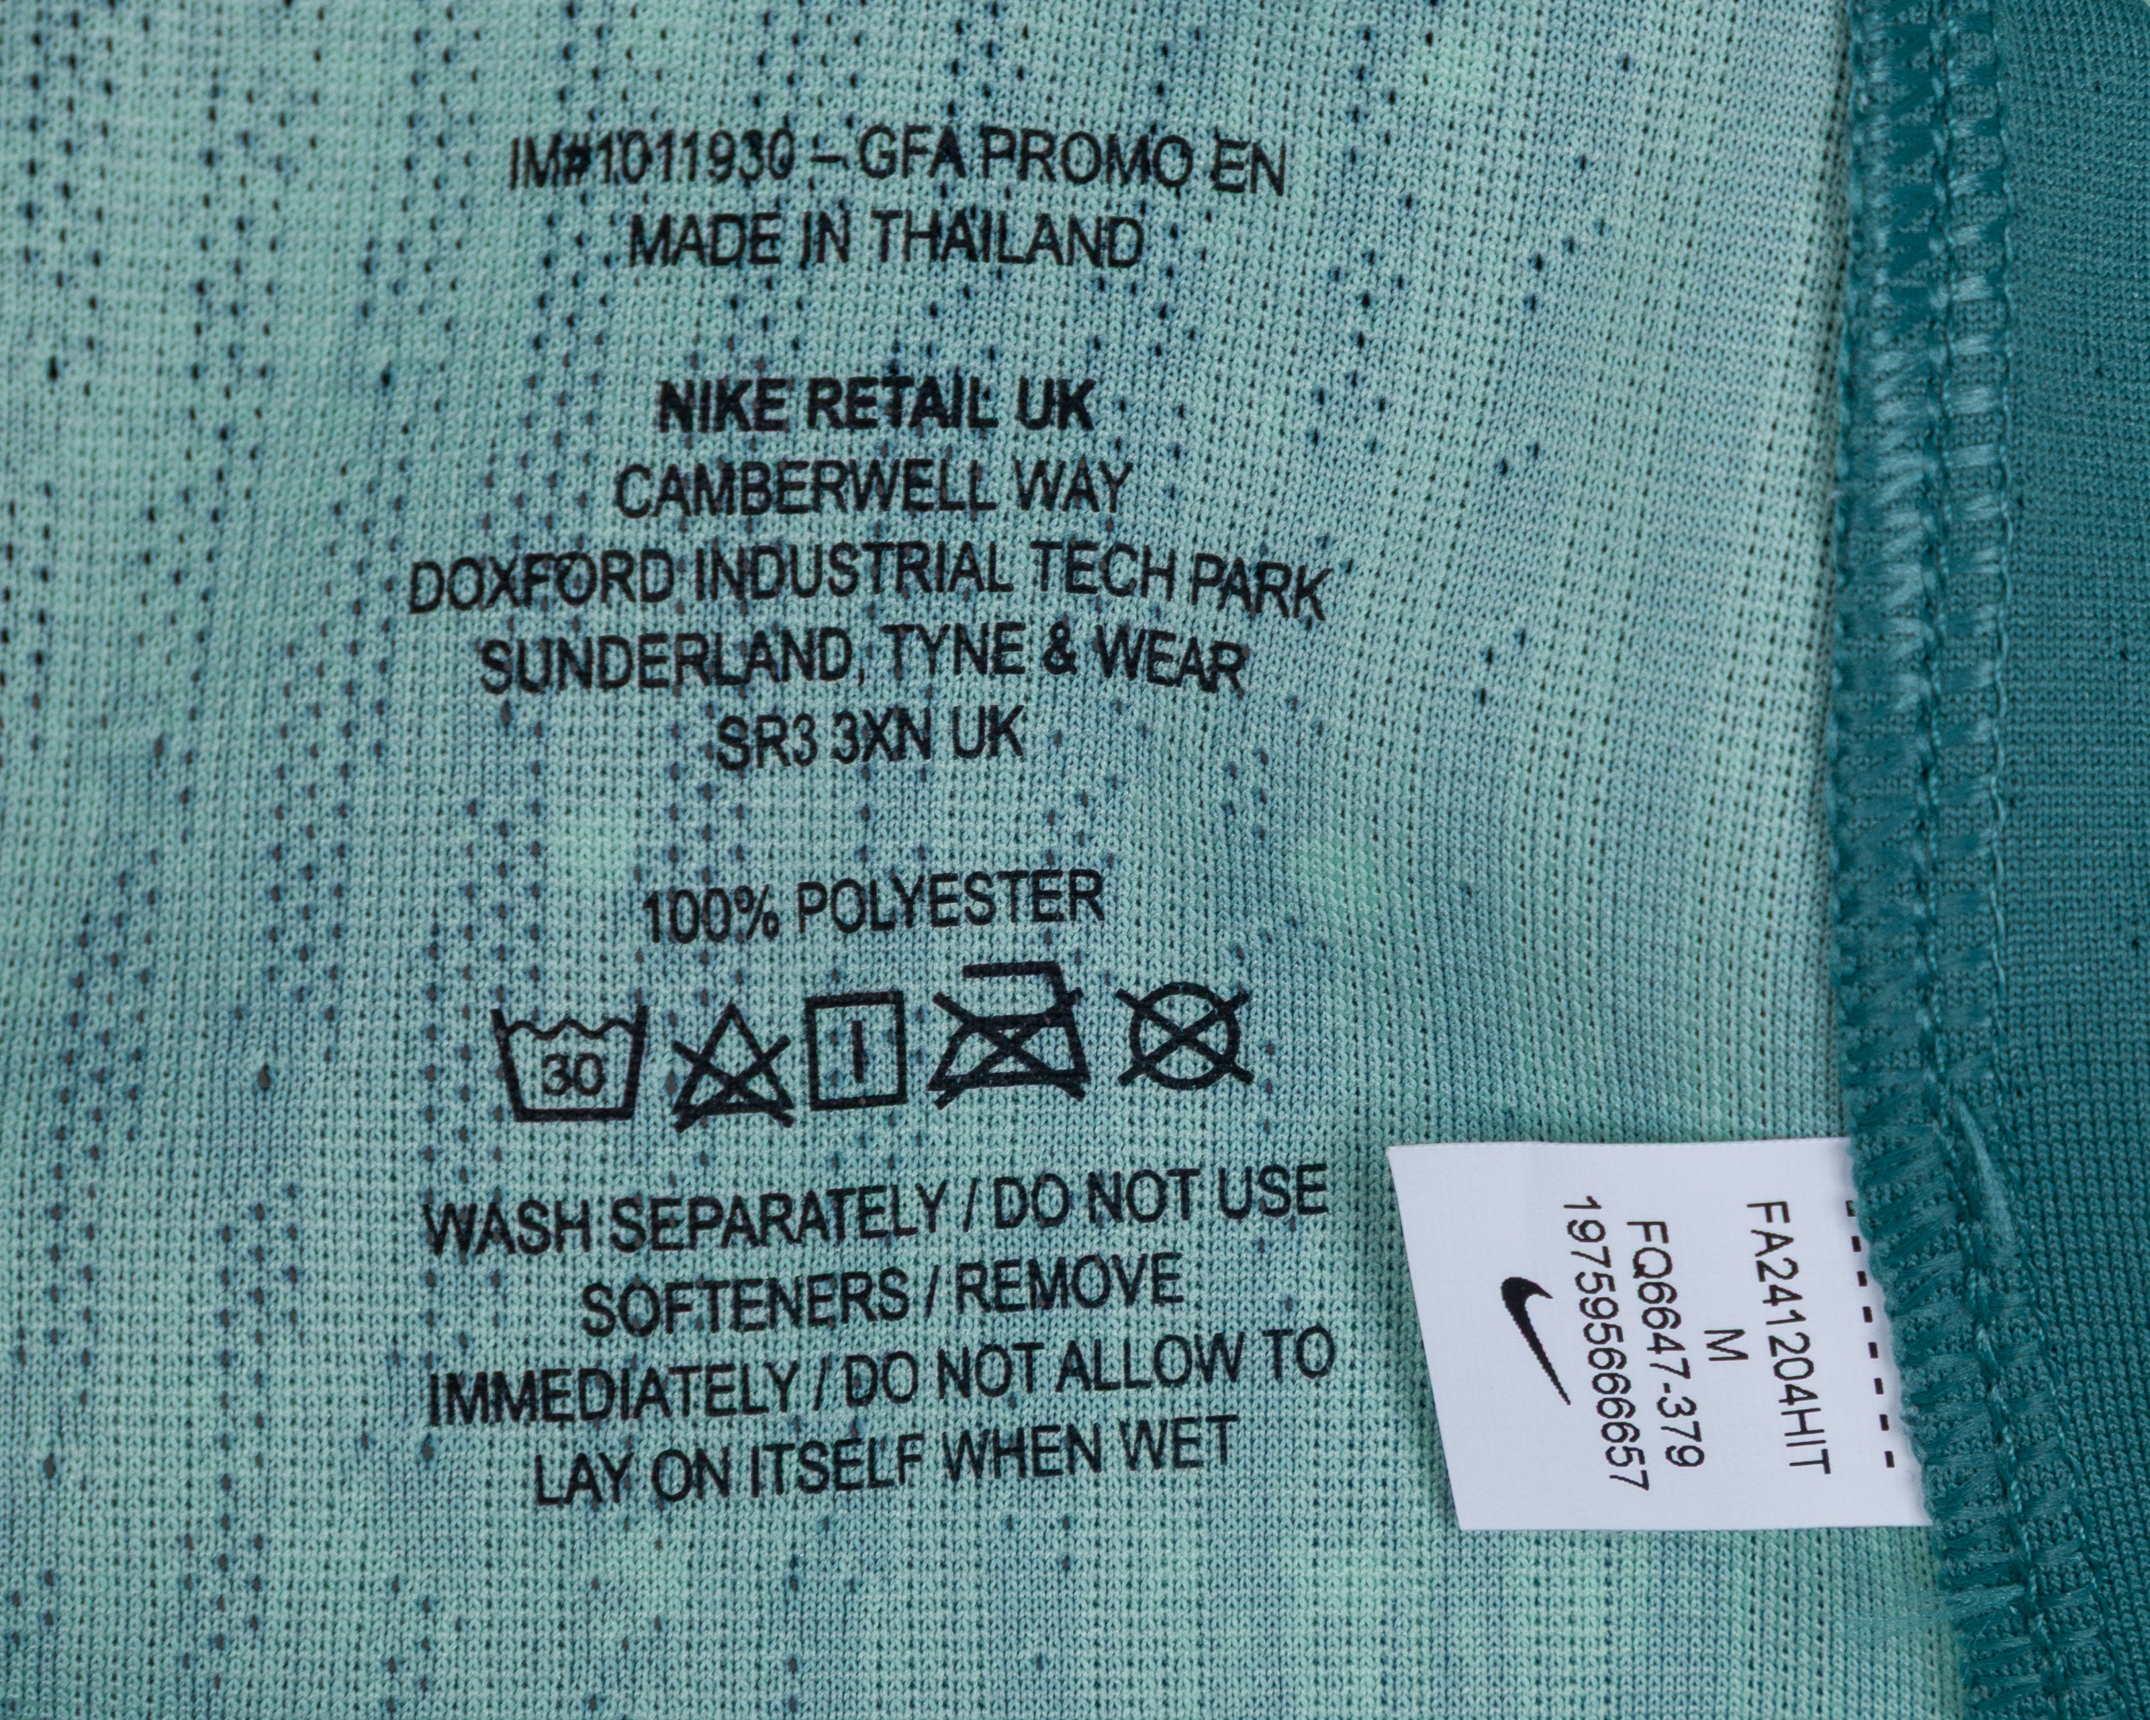 IM#1011930 – GFA PROMO EN
MADE IN THAILAND
NIKE RETAIL UK
CAMBERWELL WAY
DOXFORD INDUSTRIAL TECH PARK
SUNDERLAND, TYNE & WEAR
SR3 3XN UK
100% POLYESTER
30
WASH SEPARATELY / DO NOT USE
SOFTENERS / REMOVE
IMMEDIATELY / DO NOT ALLOW TO
LAY ON ITSELF WHEN WET
FA241204HIT
M
FQ6647-379
197595666657